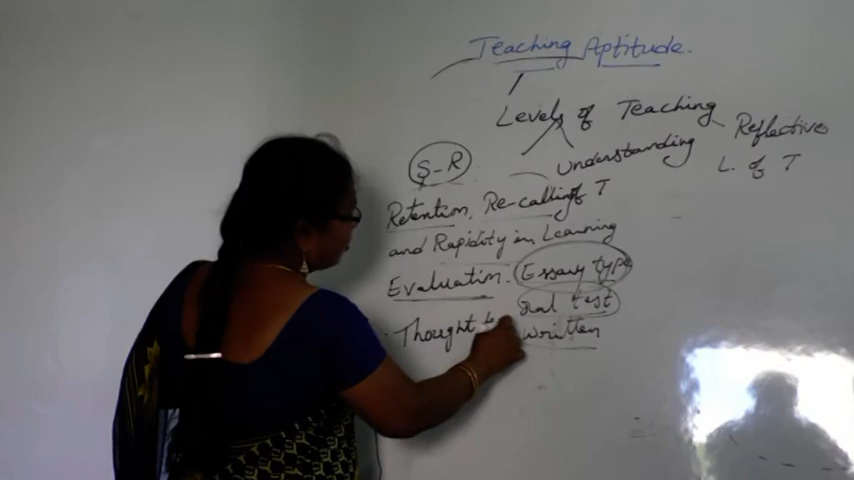 Teaching Aptitude.
Levels of Teaching
Reflective
L. of T
Understanding
S-R
Retention, Re-calling of T
and Rapidity in Learning
Evaluation - Essay type
Oral test
written
Thought